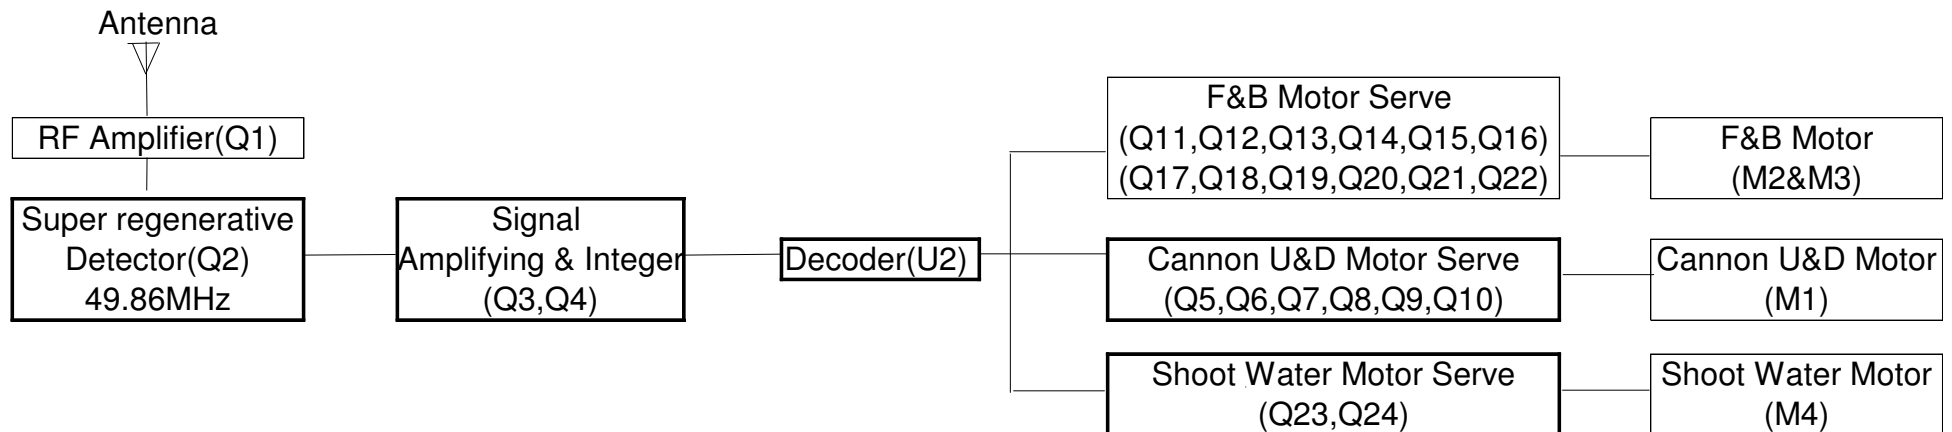 Antenna
RF Amplifier(Q1)
Super regenerative
Detector(Q2)
49.86MHz
Signal
Amplifying & Integer
(Q3,Q4)
Decoder(U2)
F&B Motor Serve
(Q11,Q12,Q13,Q14,Q15,Q16)
(Q17,Q18,Q19,Q20,Q21,Q22)
F&B Motor
(M2&M3)
Cannon U&D Motor Serve
(Q5,Q6,Q7,Q8,Q9,Q10)
Cannon U&D Motor
(M1)
Shoot Water Motor Serve
(Q23,Q24)
Shoot Water Motor
(M4)